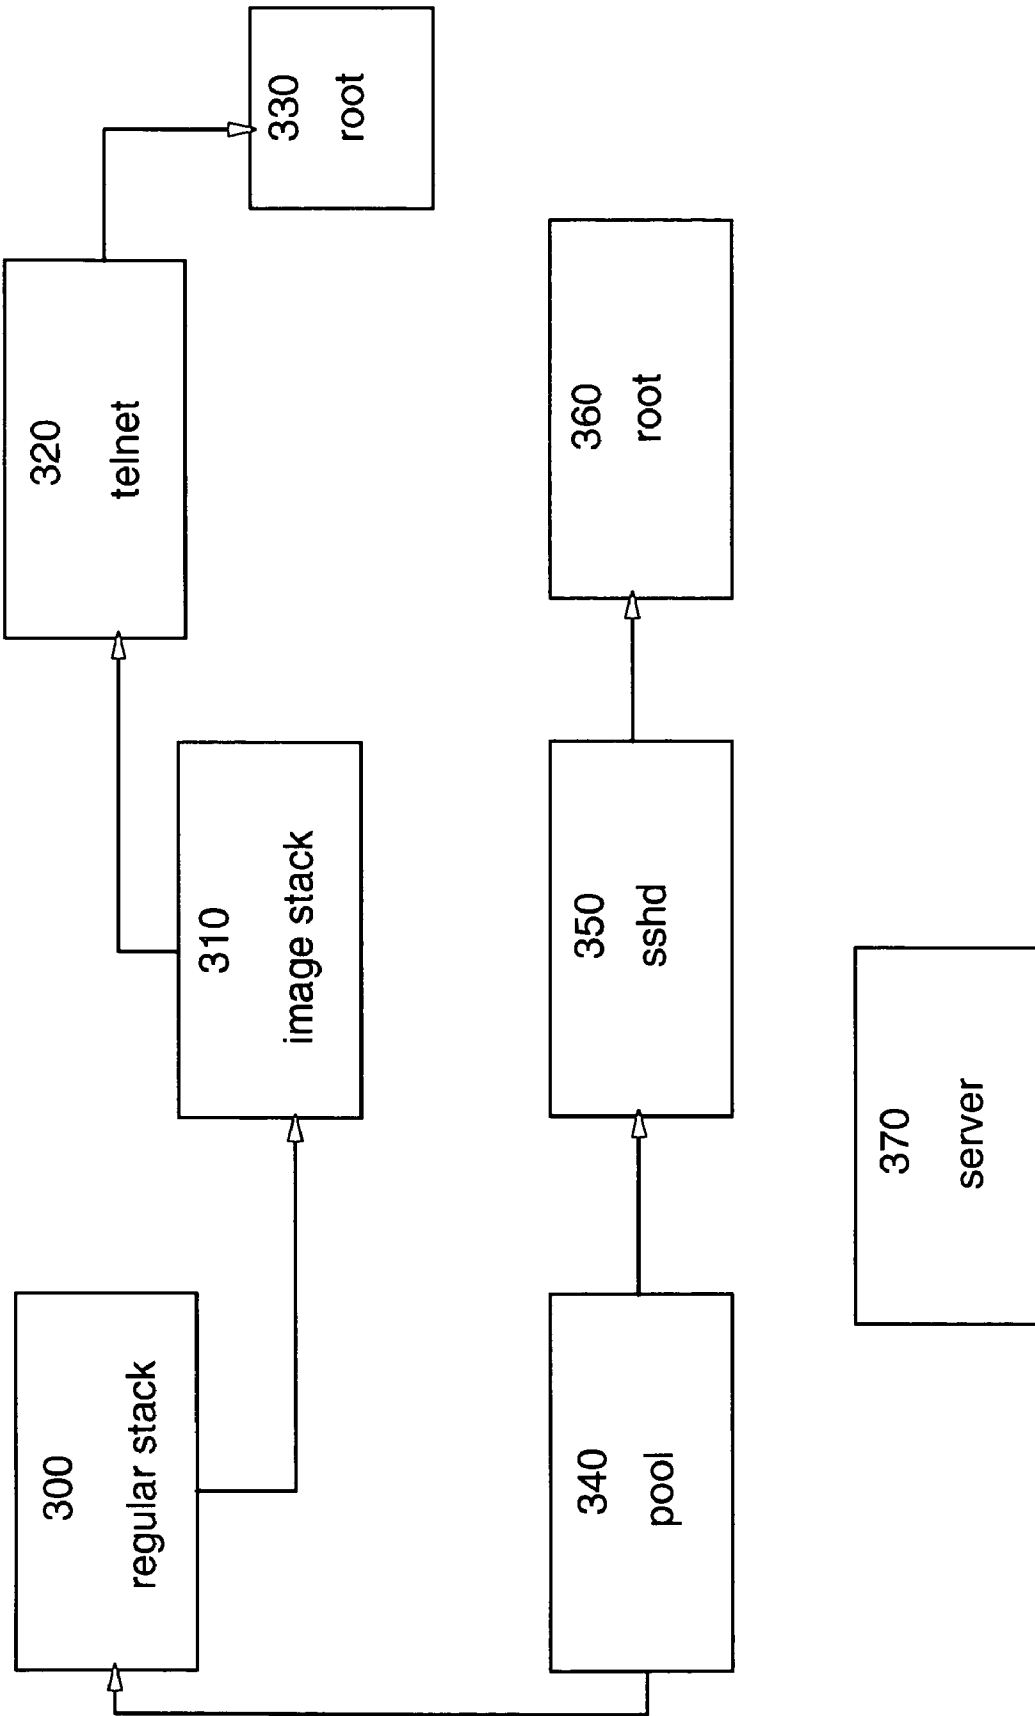 300
regular stack
310
image stack
320
telnet
330
root
340
pool
350
sshd
360
root
370
server